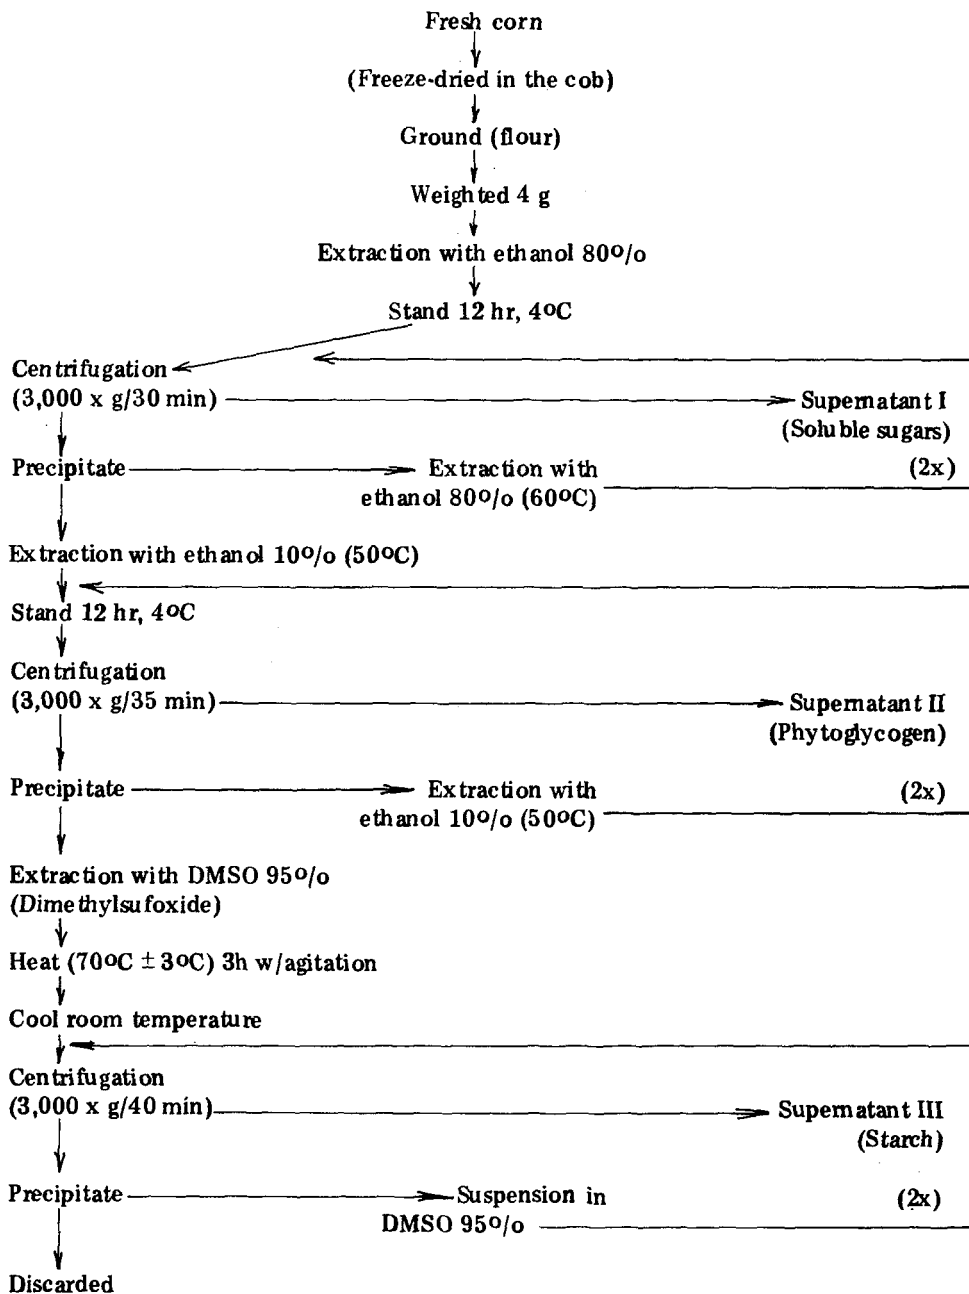 Fresh corn
(Freeze-dried in the cob)
Ground (flour)
Weighted 4 g
Extraction with ethanol 80º/o
Stand 12 hr, 4ºC
Centrifugation
(3,000 x g/30 min)
Supernatant I
(Soluble sugars)
Precipitate
Extraction with
ethanol 80º/o (60ºC)
(2x)
Extraction with ethanol 10º/o (50ºC)
Stand 12 hr, 4ºC
Centrifugation
(3,000 x g/35 min)
Supernatant II
(Phytoglycogen)
Precipitate
Extraction with
ethanol 10º/o (50ºC)
(2x)
Extraction with DMSO 95º/o
(Dimethylsufoxide)
Heat (70ºC ± 3ºC) 3h w/agitation
Cool room temperature
Centrifugation
(3,000 x g/40 min)
Supernatant III
(Starch)
Precipitate
Suspension in
DMSO 95º/o
(2x)
Discarded